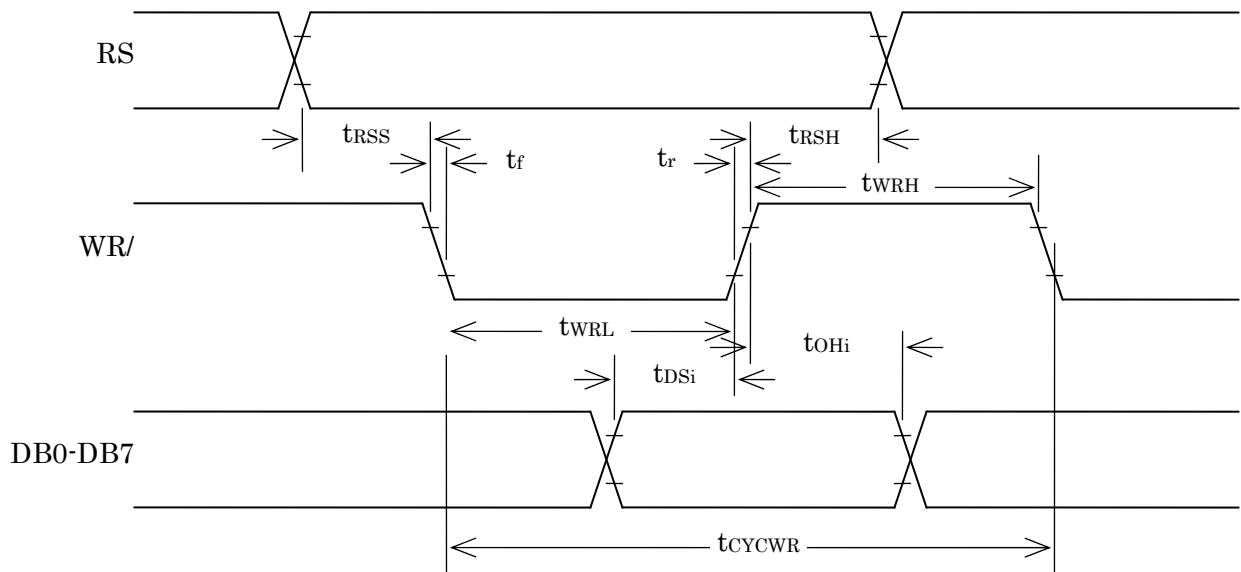 RS
tRSS
tRSH
tf
tr
tWRH
WR/
tWRL
tOHi
tDSi
DB0-DB7
tCYCWR